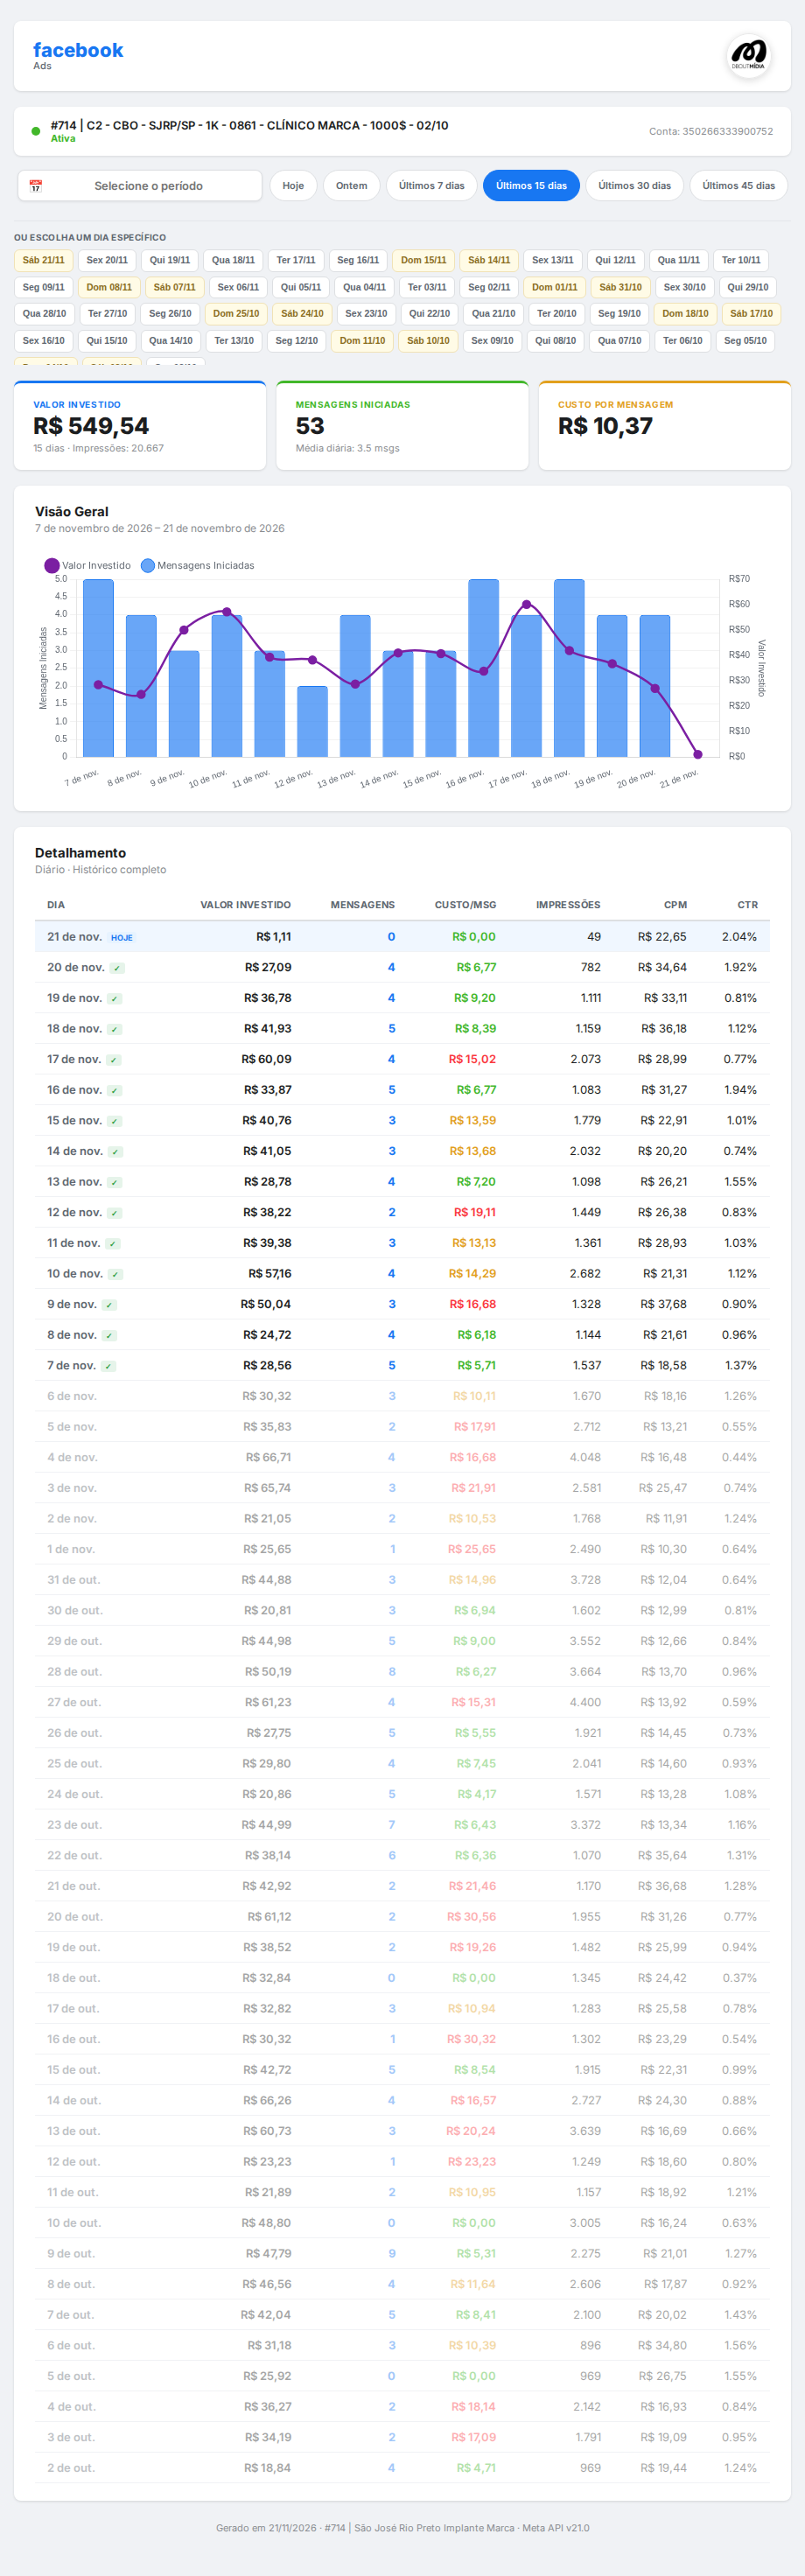 facebook
Ads
DBOUTMÍDIA
#714 | C2 - CBO - SJRP/SP - 1K - 0861 - CLÍNICO MARCA - 1000$ - 02/10
Ativa
Conta: 350266333900752
Selecione o período Hoje Ontem Últimos 7 dias Últimos 15 dias Últimos 30 dias Últimos 45 dias
OU ESCOLHA UM DIA ESPECÍFICO
Sáb 21/11 Sex 20/11 Qui 19/11 Qua 18/11 Ter 17/11 Seg 16/11 Dom 15/11 Sáb 14/11 Sex 13/11 Qui 12/11 Qua 11/11 Ter 10/11
Seg 09/11 Dom 08/11 Sáb 07/11 Sex 06/11 Qui 05/11 Qua 04/11 Ter 03/11 Seg 02/11 Dom 01/11 Sáb 31/10 Sex 30/10 Qui 29/10
Qua 28/10 Ter 27/10 Seg 26/10 Dom 25/10 Sáb 24/10 Sex 23/10 Qui 22/10 Qua 21/10 Ter 20/10 Seg 19/10 Dom 18/10 Sáb 17/10
Sex 16/10 Qui 15/10 Qua 14/10 Ter 13/10 Seg 12/10 Dom 11/10 Sáb 10/10 Sex 09/10 Qui 08/10 Qua 07/10 Ter 06/10 Seg 05/10
VALOR INVESTIDO
R$ 549,54
15 dias · Impressões: 20.667
MENSAGENS INICIADAS
53
Média diária: 3.5 msgs
CUSTO POR MENSAGEM
R$ 10,37
Visão Geral
7 de novembro de 2026 – 21 de novembro de 2026
Valor Investido Mensagens Iniciadas
5.0
4.5
4.0
3.5
3.0
2.5
2.0
1.5
1.0
0.5
0
Mensagens Iniciadas
R$70
R$60
R$50
R$40
R$30
R$20
R$10
R$0
Valor Investido
7 de nov. 8 de nov. 9 de nov. 10 de nov. 11 de nov. 12 de nov. 13 de nov. 14 de nov. 15 de nov. 16 de nov. 17 de nov. 18 de nov. 19 de nov. 20 de nov. 21 de nov.
Detalhamento
Diário · Histórico completo
DIA VALOR INVESTIDO MENSAGENS CUSTO/MSG IMPRESSÕES CPM CTR
21 de nov. HOJE R$ 1,11 0 R$ 0,00 49 R$ 22,65 2.04%
20 de nov. ✓ R$ 27,09 4 R$ 6,77 782 R$ 34,64 1.92%
19 de nov. ✓ R$ 36,78 4 R$ 9,20 1.111 R$ 33,11 0.81%
18 de nov. ✓ R$ 41,93 5 R$ 8,39 1.159 R$ 36,18 1.12%
17 de nov. ✓ R$ 60,09 4 R$ 15,02 2.073 R$ 28,99 0.77%
16 de nov. ✓ R$ 33,87 5 R$ 6,77 1.083 R$ 31,27 1.94%
15 de nov. ✓ R$ 40,76 3 R$ 13,59 1.779 R$ 22,91 1.01%
14 de nov. ✓ R$ 41,05 3 R$ 13,68 2.032 R$ 20,20 0.74%
13 de nov. ✓ R$ 28,78 4 R$ 7,20 1.098 R$ 26,21 1.55%
12 de nov. ✓ R$ 38,22 2 R$ 19,11 1.449 R$ 26,38 0.83%
11 de nov. ✓ R$ 39,38 3 R$ 13,13 1.361 R$ 28,93 1.03%
10 de nov. ✓ R$ 57,16 4 R$ 14,29 2.682 R$ 21,31 1.12%
9 de nov. ✓ R$ 50,04 3 R$ 16,68 1.328 R$ 37,68 0.90%
8 de nov. ✓ R$ 24,72 4 R$ 6,18 1.144 R$ 21,61 0.96%
7 de nov. ✓ R$ 28,56 5 R$ 5,71 1.537 R$ 18,58 1.37%
6 de nov. R$ 30,32 3 R$ 10,11 1.670 R$ 18,16 1.26%
5 de nov. R$ 35,83 2 R$ 17,91 2.712 R$ 13,21 0.55%
4 de nov. R$ 66,71 4 R$ 16,68 4.048 R$ 16,48 0.44%
3 de nov. R$ 65,74 3 R$ 21,91 2.581 R$ 25,47 0.74%
2 de nov. R$ 21,05 2 R$ 10,53 1.768 R$ 11,91 1.24%
1 de nov. R$ 25,65 1 R$ 25,65 2.490 R$ 10,30 0.64%
31 de out. R$ 44,88 3 R$ 14,96 3.728 R$ 12,04 0.64%
30 de out. R$ 20,81 3 R$ 6,94 1.602 R$ 12,99 0.81%
29 de out. R$ 44,98 5 R$ 9,00 3.552 R$ 12,66 0.84%
28 de out. R$ 50,19 8 R$ 6,27 3.664 R$ 13,70 0.96%
27 de out. R$ 61,23 4 R$ 15,31 4.400 R$ 13,92 0.59%
26 de out. R$ 27,75 5 R$ 5,55 1.921 R$ 14,45 0.73%
25 de out. R$ 29,80 4 R$ 7,45 2.041 R$ 14,60 0.93%
24 de out. R$ 20,86 5 R$ 4,17 1.571 R$ 13,28 1.08%
23 de out. R$ 44,99 7 R$ 6,43 3.372 R$ 13,34 1.16%
22 de out. R$ 38,14 6 R$ 6,36 1.070 R$ 35,64 1.31%
21 de out. R$ 42,92 2 R$ 21,46 1.170 R$ 36,68 1.28%
20 de out. R$ 61,12 2 R$ 30,56 1.955 R$ 31,26 0.77%
19 de out. R$ 38,52 2 R$ 19,26 1.482 R$ 25,99 0.94%
18 de out. R$ 32,84 0 R$ 0,00 1.345 R$ 24,42 0.37%
17 de out. R$ 32,82 3 R$ 10,94 1.283 R$ 25,58 0.78%
16 de out. R$ 30,32 1 R$ 30,32 1.302 R$ 23,29 0.54%
15 de out. R$ 42,72 5 R$ 8,54 1.915 R$ 22,31 0.99%
14 de out. R$ 66,26 4 R$ 16,57 2.727 R$ 24,30 0.88%
13 de out. R$ 60,73 3 R$ 20,24 3.639 R$ 16,69 0.66%
12 de out. R$ 23,23 1 R$ 23,23 1.249 R$ 18,60 0.80%
11 de out. R$ 21,89 2 R$ 10,95 1.157 R$ 18,92 1.21%
10 de out. R$ 48,80 0 R$ 0,00 3.005 R$ 16,24 0.63%
9 de out. R$ 47,79 9 R$ 5,31 2.275 R$ 21,01 1.27%
8 de out. R$ 46,56 4 R$ 11,64 2.606 R$ 17,87 0.92%
7 de out. R$ 42,04 5 R$ 8,41 2.100 R$ 20,02 1.43%
6 de out. R$ 31,18 3 R$ 10,39 896 R$ 34,80 1.56%
5 de out. R$ 25,92 0 R$ 0,00 969 R$ 26,75 1.55%
4 de out. R$ 36,27 2 R$ 18,14 2.142 R$ 16,93 0.84%
3 de out. R$ 34,19 2 R$ 17,09 1.791 R$ 19,09 0.95%
2 de out. R$ 18,84 4 R$ 4,71 969 R$ 19,44 1.24%
Gerado em 21/11/2026 · #714 | São José Rio Preto Implante Marca · Meta API v21.0